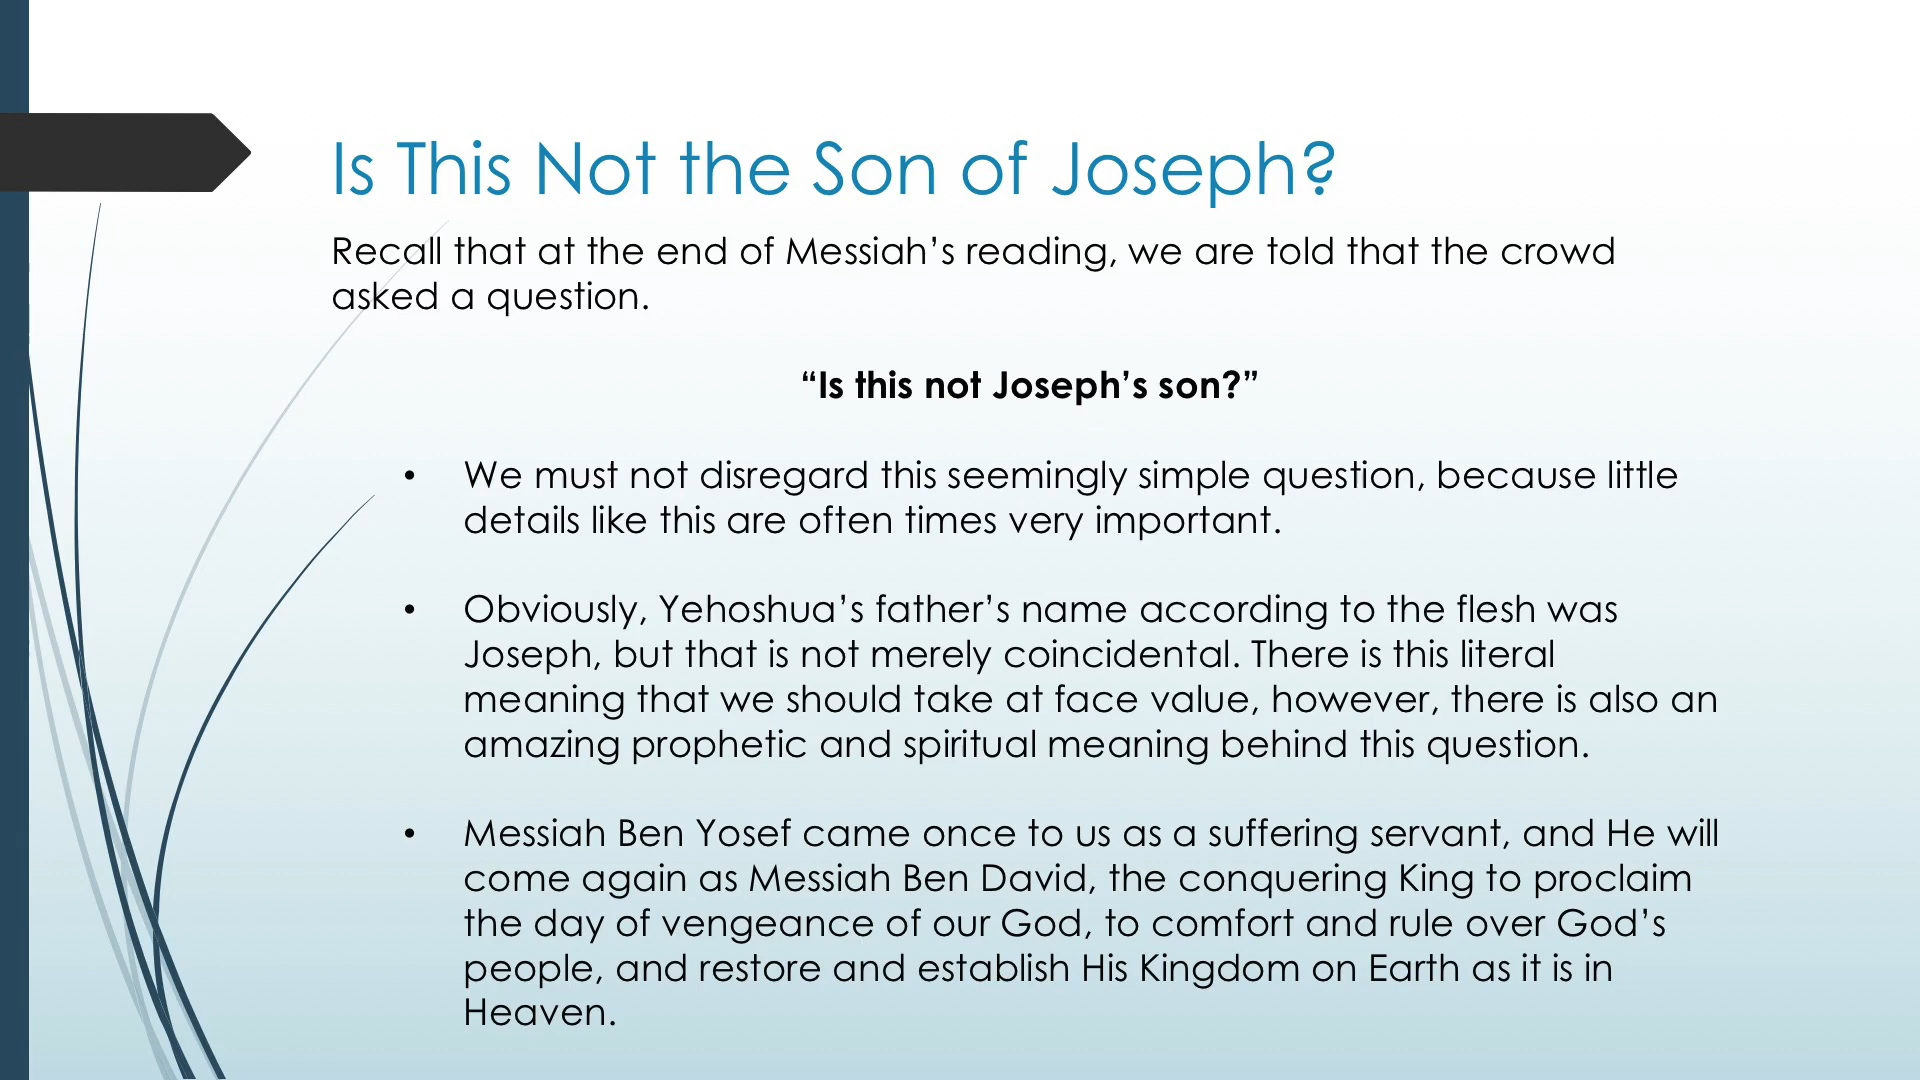 Is This Not the Son of Joseph?
Recall that at the end of Messiah’s reading, we are told that the crowd
asked a question.
“Is this not Joseph’s son?”
• We must not disregard this seemingly simple question, because little
details like this are often times very important.
• Obviously, Yehoshua’s father’s name according to the flesh was
Joseph, but that is not merely coincidental. There is this literal
meaning that we should take at face value, however, there is also an
amazing prophetic and spiritual meaning behind this question.
• Messiah Ben Yosef came once to us as a suffering servant, and He will
come again as Messiah Ben David, the conquering King to proclaim
the day of vengeance of our God, to comfort and rule over God’s
people, and restore and establish His Kingdom on Earth as it is in
Heaven.